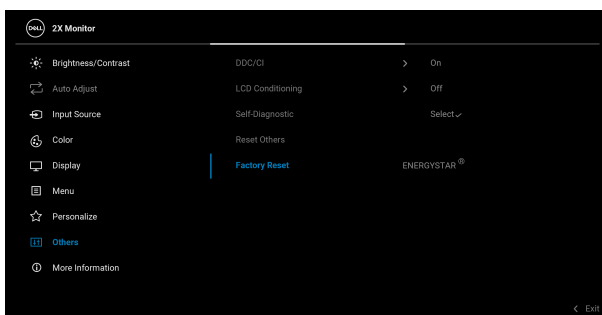 DELL 2X Monitor
Brightness/Contrast DDC/CI > On
Auto Adjust LCD Conditioning > Off
Input Source Self-Diagnostic Select✓
Color Reset Others
Display Factory Reset ENERGYSTAR ®
Menu
Personalize
Others
More Information
< Exit